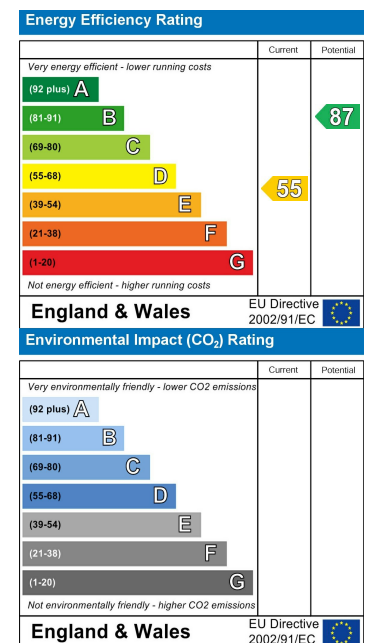 Energy Efficiency Rating
Current Potential
Very energy efficient - lower running costs
(92 plus) A
(81-91) B 87
(69-80) C
(55-68) D 55
(39-54) E
(21-38) F
(1-20) G
Not energy efficient - higher running costs
England & Wales EU Directive 2002/91/EC
Environmental Impact (CO₂) Rating
Current Potential
Very environmentally friendly - lower CO2 emissions
(92 plus) A
(81-91) B
(69-80) C
(55-68) D
(39-54) E
(21-38) F
(1-20) G
Not environmentally friendly - higher CO2 emissions
England & Wales EU Directive 2002/91/EC